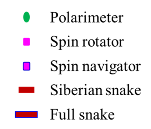 Polarimeter
Spin rotator
Spin navigator
Siberian snake
Full snake